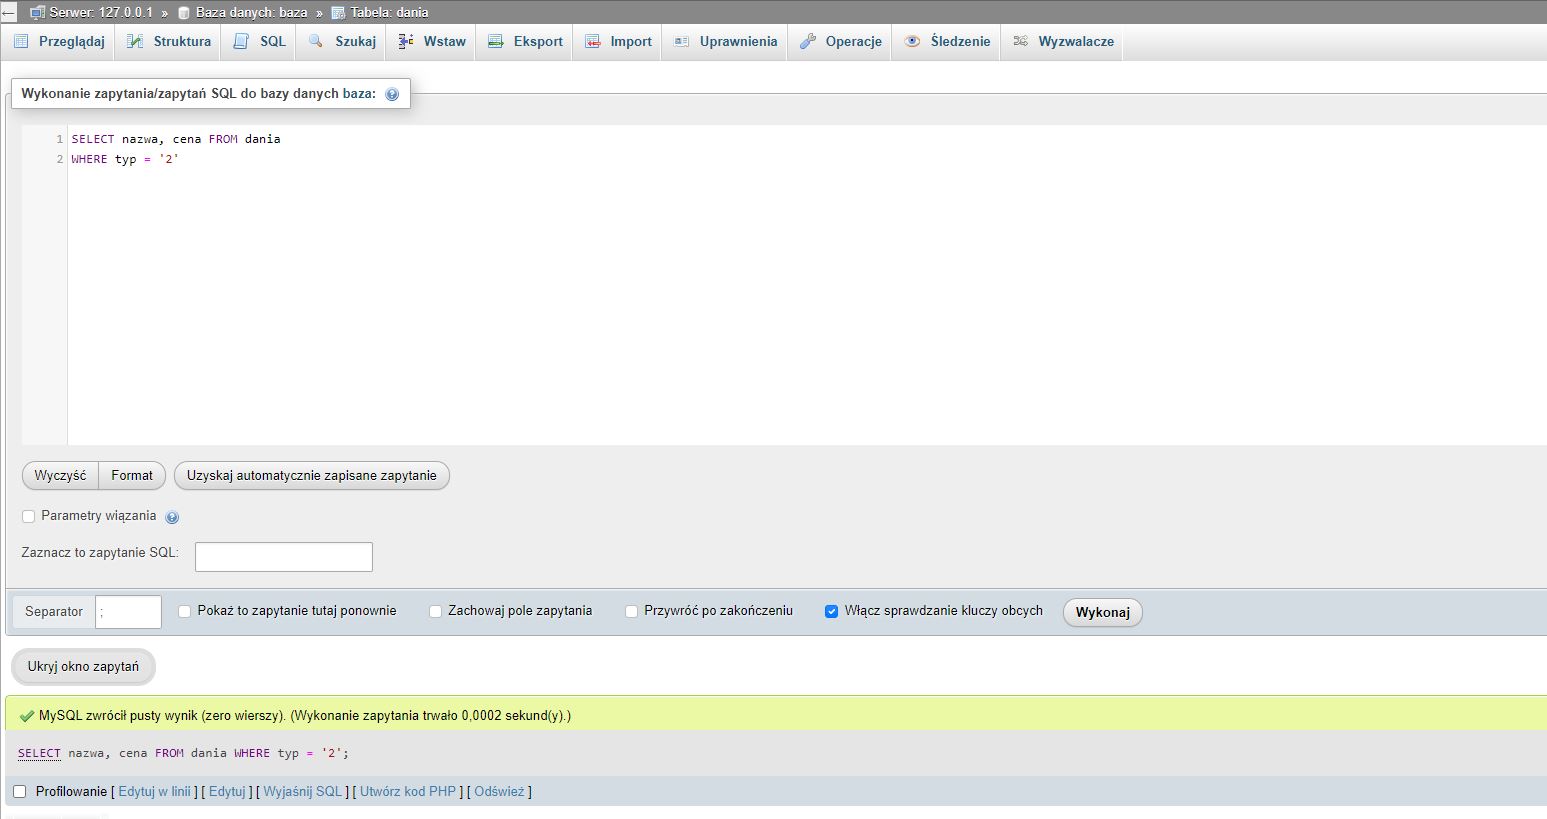 Serwer: 127.0.0.1 » Baza danych: baza » Tabela: dania
Przeglądaj Struktura SQL Szukaj Wstaw Eksport Import Uprawnienia Operacje Śledzenie Wyzwalacze
Wykonanie zapytania/zapytań SQL do bazy danych baza:
1 SELECT nazwa, cena FROM dania
2 WHERE typ = '2'
Wyczyść Format Uzyskaj automatycznie zapisane zapytanie
Parametry wiązania
Zaznacz to zapytanie SQL:
Separator ; Pokaż to zapytanie tutaj ponownie Zachowaj pole zapytania Przywróć po zakończeniu Włącz sprawdzanie kluczy obcych Wykonaj
Ukryj okno zapytań
MySQL zwrócił pusty wynik (zero wierszy). (Wykonanie zapytania trwało 0,0002 sekund(y).)
SELECT nazwa, cena FROM dania WHERE typ = '2';
Profilowanie [ Edytuj w linii ] [ Edytuj ] [ Wyjaśnij SQL ] [ Utwórz kod PHP ] [ Odśwież ]